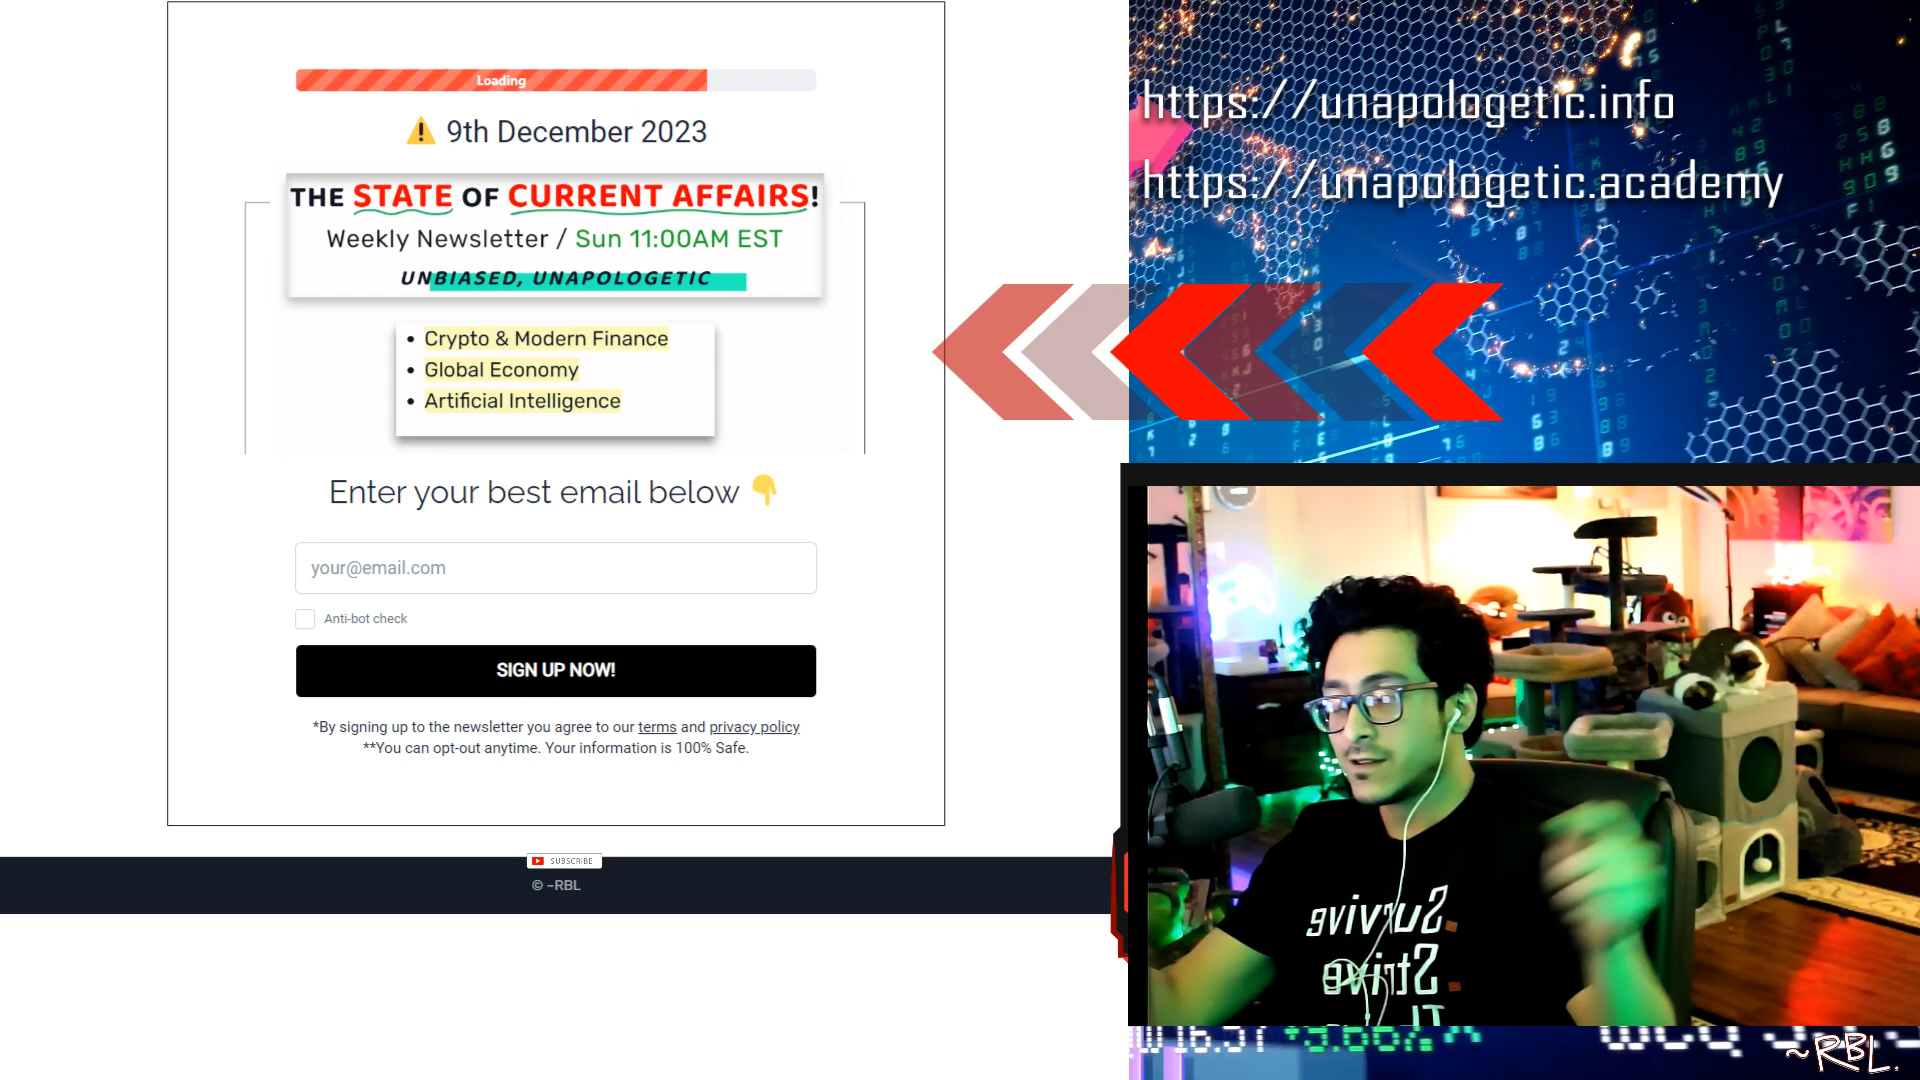 Loading
⚠️ 9th December 2023
THE STATE OF CURRENT AFFAIRS!
Weekly Newsletter / Sun 11:00AM EST
UNBIASED, UNAPOLOGETIC
• Crypto & Modern Finance
• Global Economy
• Artificial Intelligence
Enter your best email below 👇
your@email.com
Anti-bot check
SIGN UP NOW!
*By signing up to the newsletter you agree to our terms and privacy policy
**You can opt-out anytime. Your information is 100% Safe.
SUBSCRIBE
© ~RBL
https://unapologetic.info
https://unapologetic.academy
Survive.
Strive.
~RBL.